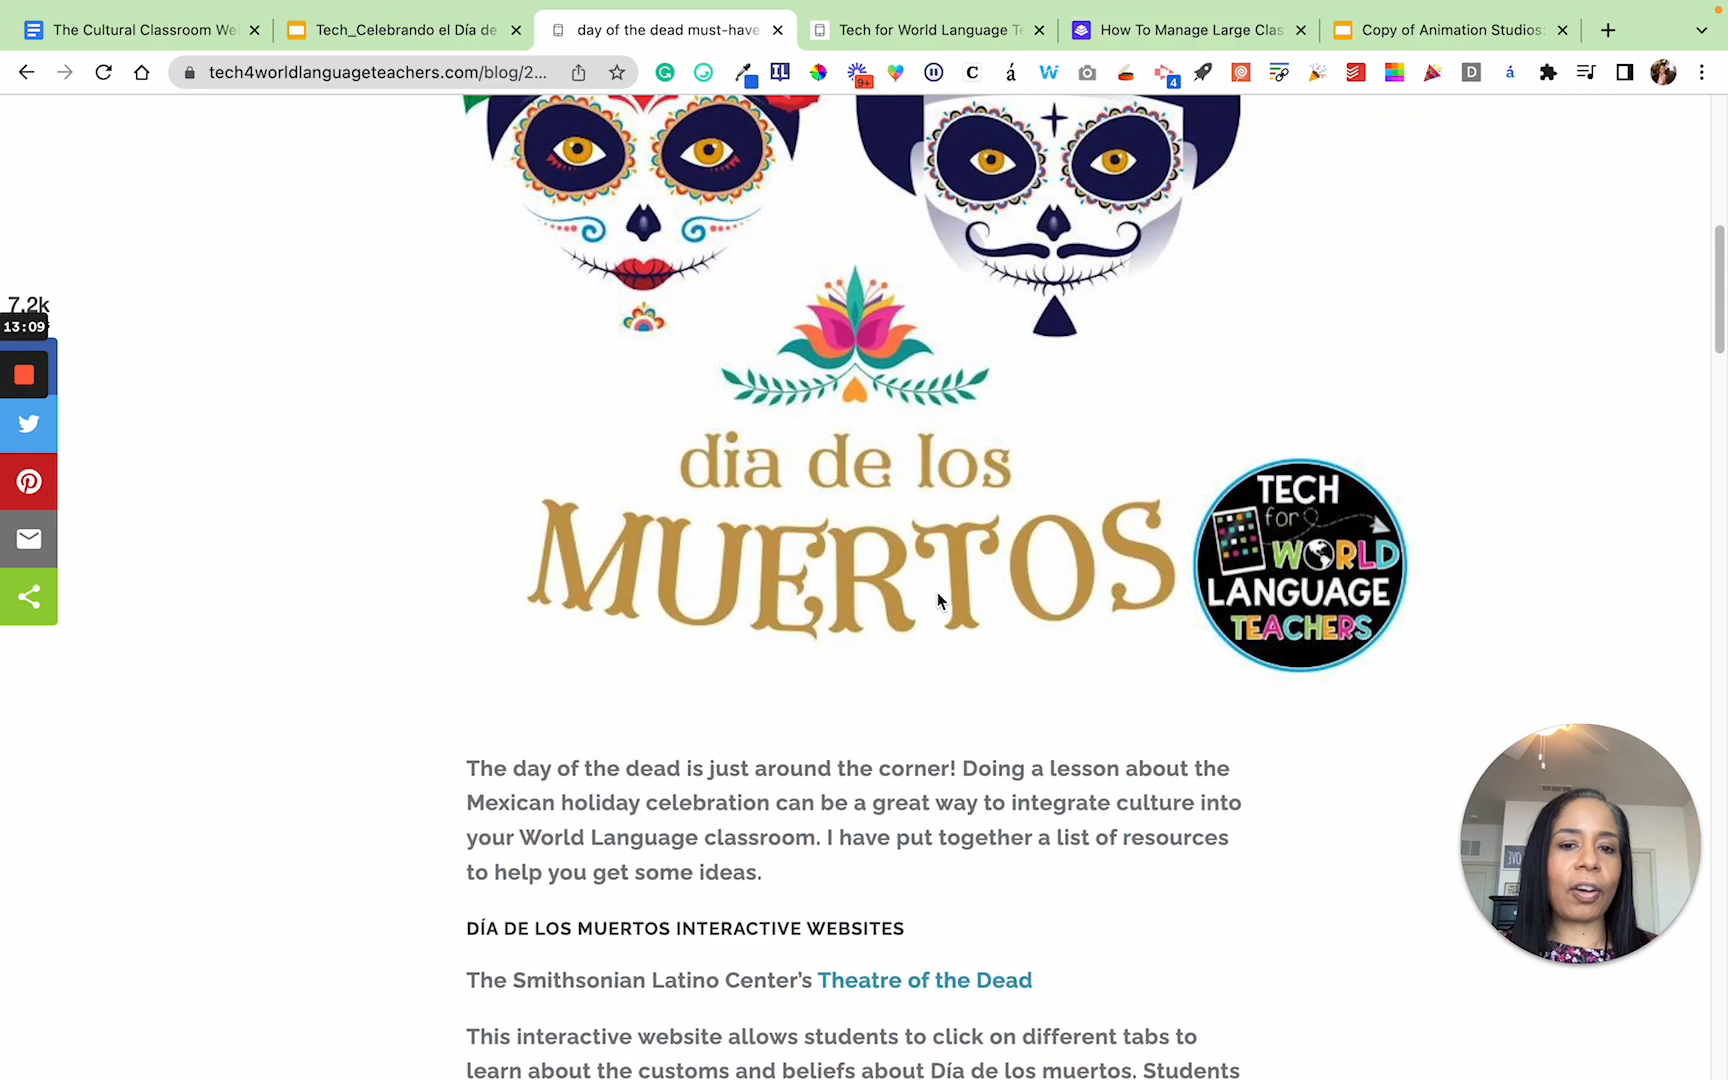 The Cultural Classroom We
Tech_Celebrando el Día de
day of the dead must-have
Tech for World Language Te
How To Manage Large Clas
Copy of Animation Studios:
tech4worldlanguageteachers.com/blog/2...
IL
9+
C
á
W
4
D
á
7.2k
13:09
dia de los
MUERTOS
TECH
for
WORLD
LANGUAGE
TEACHERS
The day of the dead is just around the corner! Doing a lesson about the
Mexican holiday celebration can be a great way to integrate culture into
your World Language classroom. I have put together a list of resources
to help you get some ideas.
DÍA DE LOS MUERTOS INTERACTIVE WEBSITES
The Smithsonian Latino Center's Theatre of the Dead
This interactive website allows students to click on different tabs to
learn about the customs and beliefs about Día de los muertos. Students